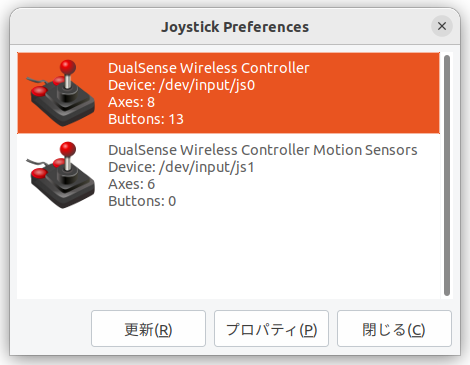 Joystick Preferences
DualSense Wireless Controller
Device: /dev/input/js0
Axes: 8
Buttons: 13
DualSense Wireless Controller Motion Sensors
Device: /dev/input/js1
Axes: 6
Buttons: 0
更新(R) プロパティ(P) 閉じる(C)